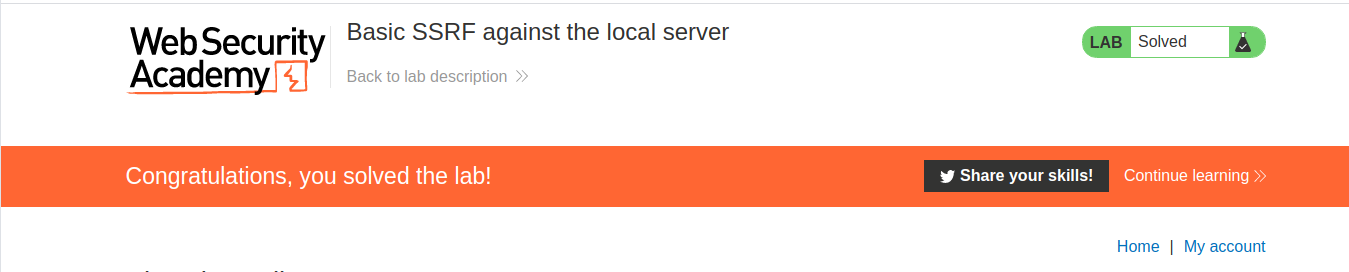 Web Security
Academy
Basic SSRF against the local server
Back to lab description
LAB Solved
Congratulations, you solved the lab!
Share your skills!
Continue learning
Home | My account